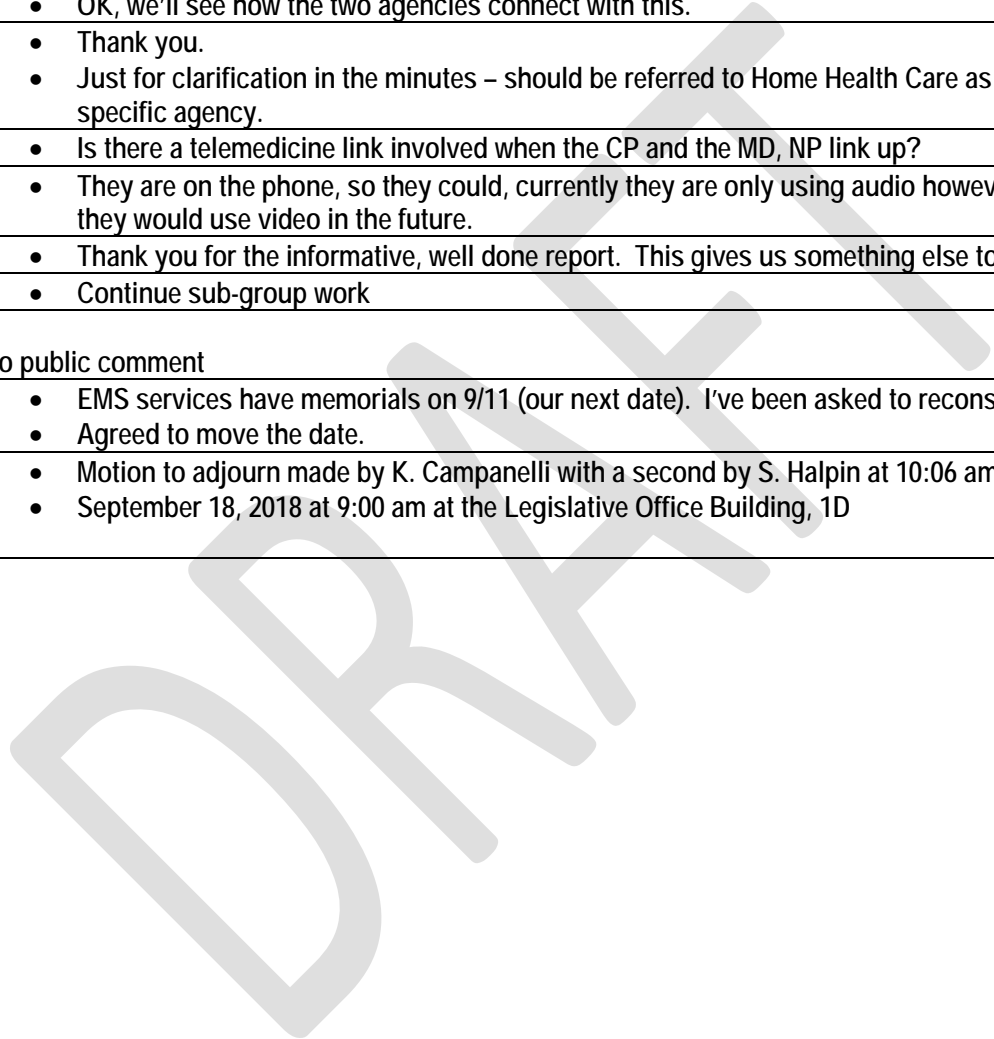 • OK, we'll see how the two agencies connect with this.
• Thank you.
• Just for clarification in the minutes – should be referred to Home Health Care as
specific agency.
• Is there a telemedicine link involved when the CP and the MD, NP link up?
• They are on the phone, so they could, currently they are only using audio howev
they would use video in the future.
• Thank you for the informative, well done report. This gives us something else to
• Continue sub-group work
o public comment
• EMS services have memorials on 9/11 (our next date). I've been asked to recons
• Agreed to move the date.
• Motion to adjourn made by K. Campanelli with a second by S. Halpin at 10:06 am
• September 18, 2018 at 9:00 am at the Legislative Office Building, 1D
DRAFT